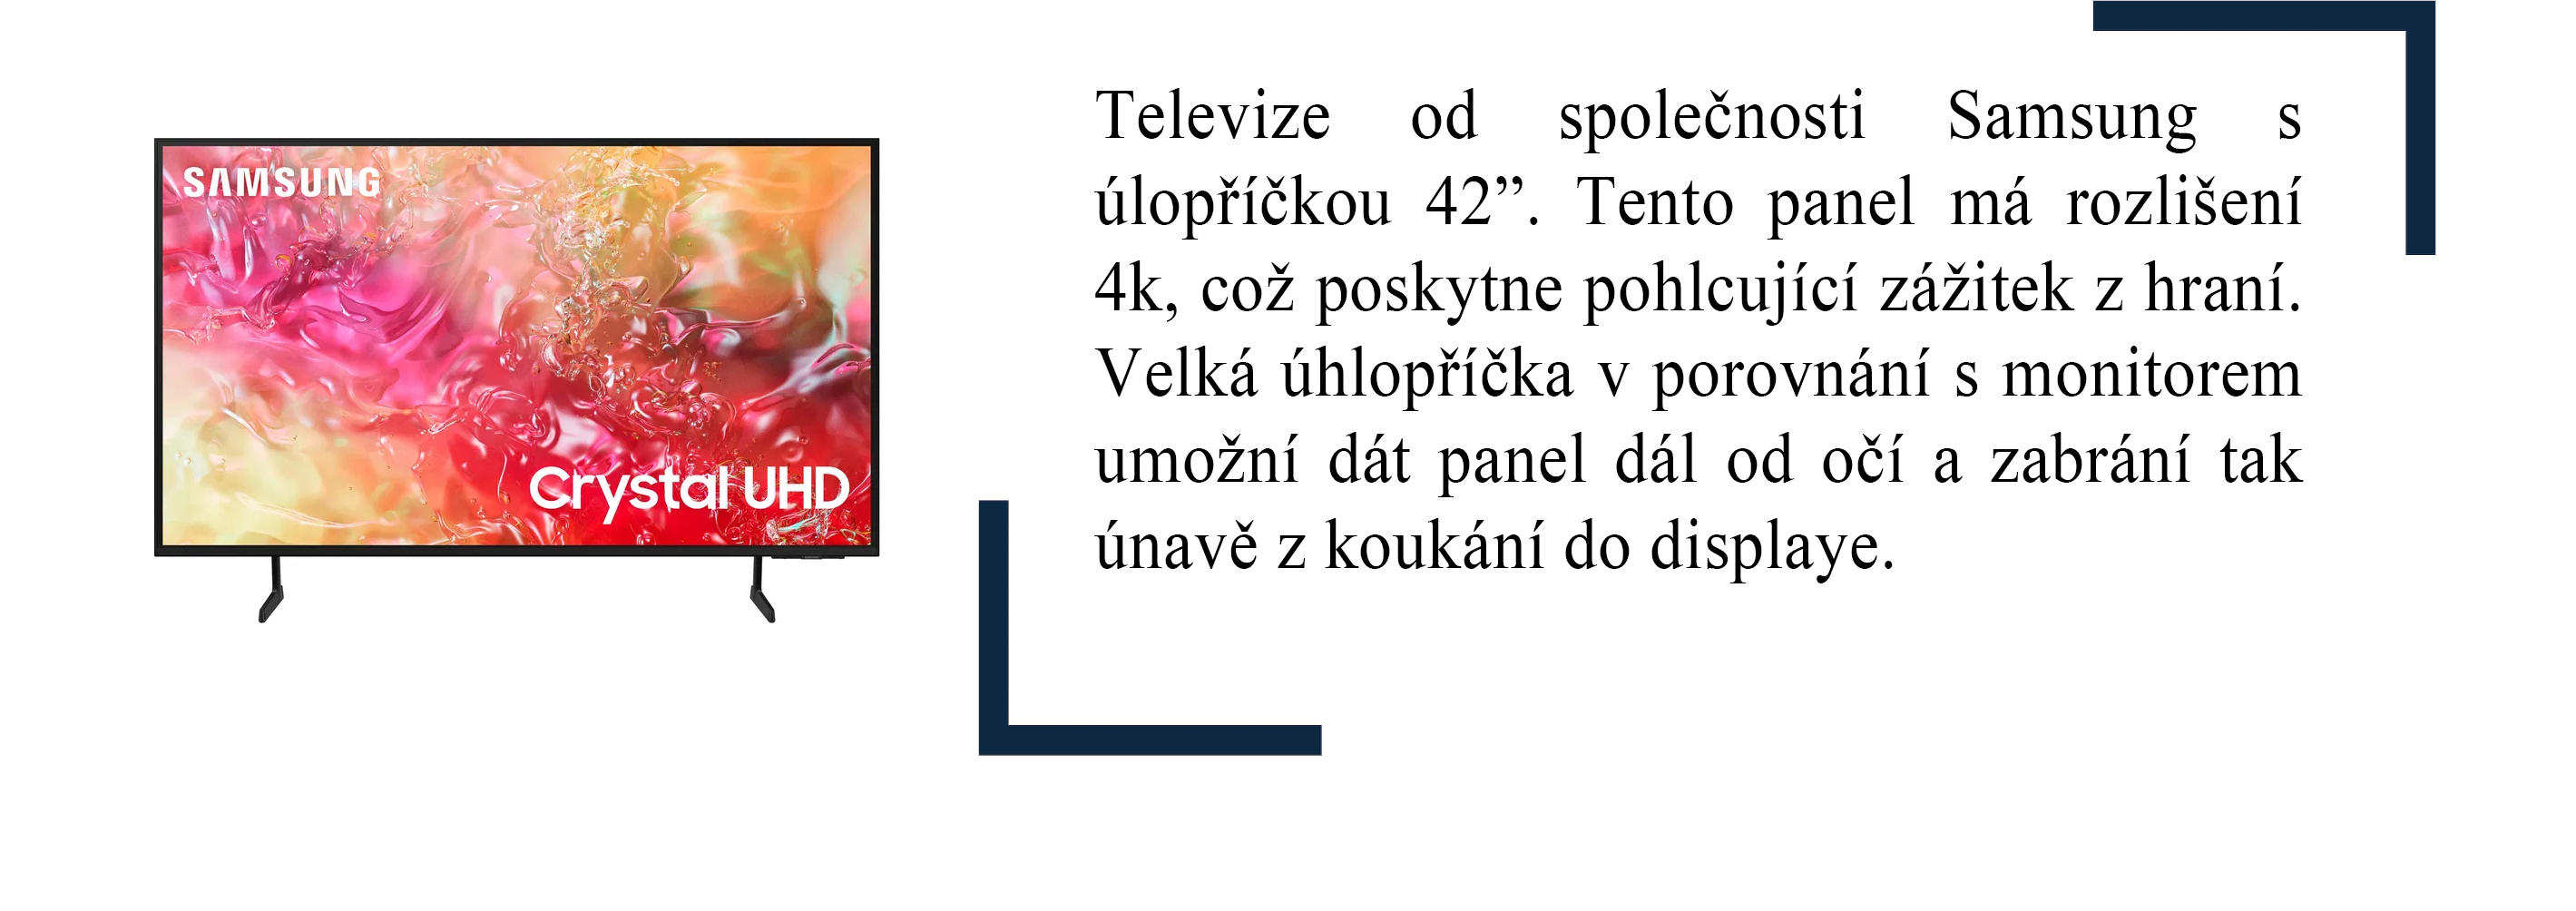 SAMSUNG
Crystal UHD
Televize od společnosti Samsung s
úlopříčkou 42”. Tento panel má rozlišení
4k, což poskytne pohlcující zážitek z hraní.
Velká úhlopříčka v porovnání s monitorem
umožní dát panel dál od očí a zabrání tak
únavě z koukání do displaye.